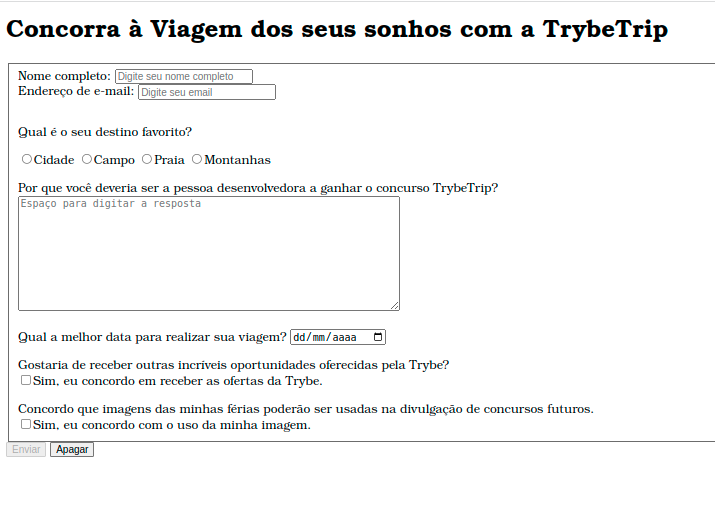 Concorra à Viagem dos seus sonhos com a TrybeTrip
Nome completo: Digite seu nome completo
Endereço de e-mail: Digite seu email
Qual é o seu destino favorito?
Cidade Campo Praia Montanhas
Por que você deveria ser a pessoa desenvolvedora a ganhar o concurso TrybeTrip?
Espaço para digitar a resposta
Qual a melhor data para realizar sua viagem? dd/mm/aaaa
Gostaria de receber outras incríveis oportunidades oferecidas pela Trybe?
Sim, eu concordo em receber as ofertas da Trybe.
Concordo que imagens das minhas férias poderão ser usadas na divulgação de concursos futuros.
Sim, eu concordo com o uso da minha imagem.
Enviar Apagar